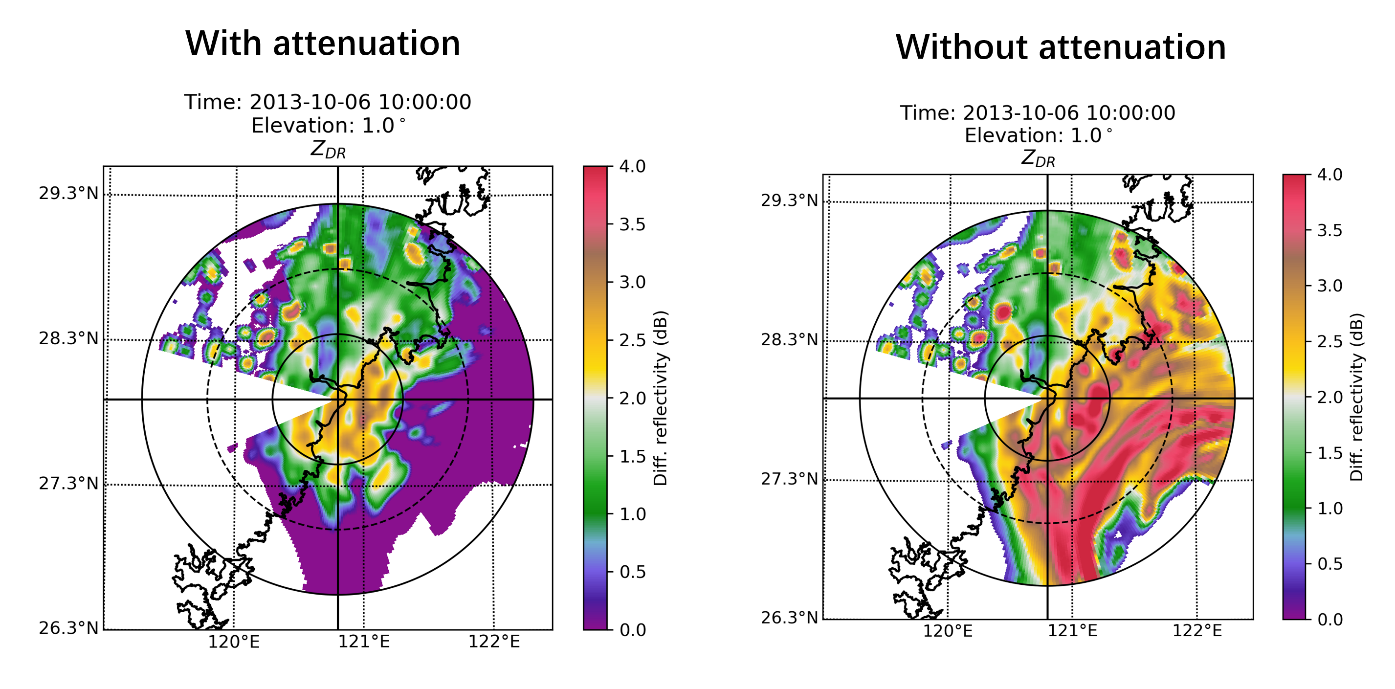 With attenuation
Time: 2013-10-06 10:00:00
Elevation: 1.0°
Z_DR
29.3°N
28.3°N
27.3°N
26.3°N
120°E
121°E
122°E
4.0
3.5
3.0
2.5
2.0
1.5
1.0
0.5
0.0
Diff. reflectivity (dB)
Without attenuation
Time: 2013-10-06 10:00:00
Elevation: 1.0°
Z_DR
29.3°N
28.3°N
27.3°N
26.3°N
120°E
121°E
122°E
4.0
3.5
3.0
2.5
2.0
1.5
1.0
0.5
0.0
Diff. reflectivity (dB)